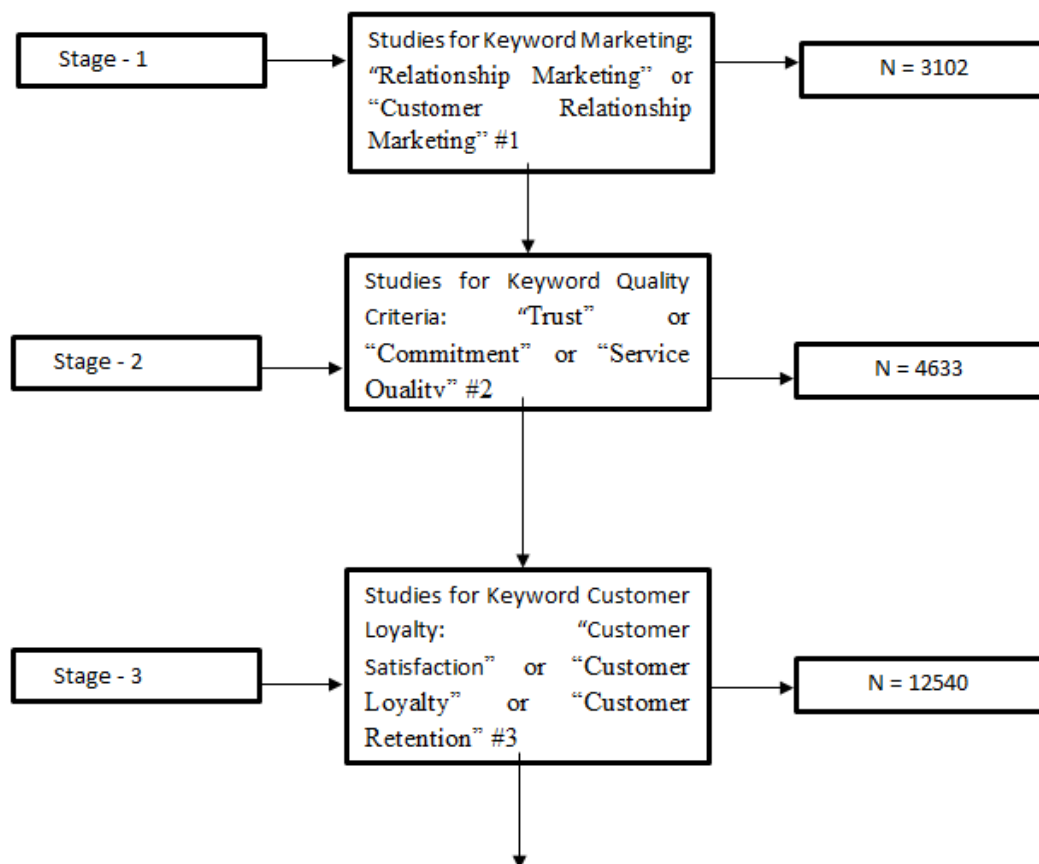 Stage - 1
Studies for Keyword Marketing:
“Relationship Marketing” or
“Customer Relationship
Marketing” #1
N = 3102
Stage - 2
Studies for Keyword Quality
Criteria: “Trust” or
“Commitment” or “Service
Quality” #2
N = 4633
Stage - 3
Studies for Keyword Customer
Loyalty: “Customer
Satisfaction” or “Customer
Loyalty” or “Customer
Retention” #3
N = 12540